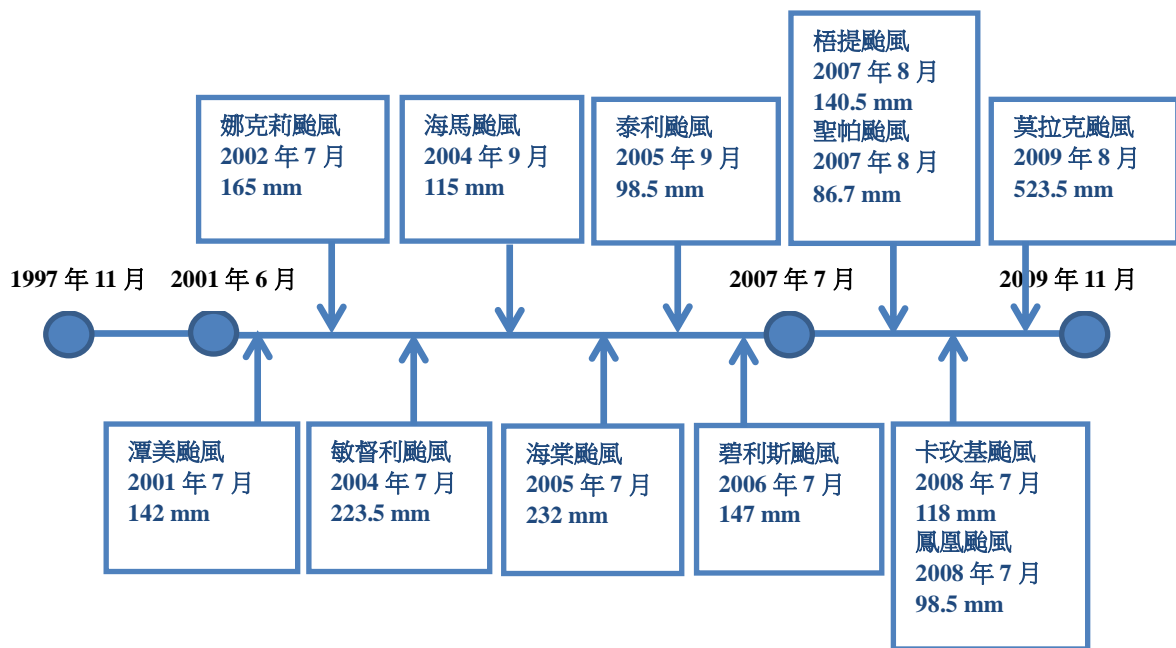 梧提颱風
2007 年 8 月
140.5 mm
聖帕颱風
2007 年 8 月
86.7 mm
娜克莉颱風
2002 年 7 月
165 mm
海馬颱風
2004 年 9 月
115 mm
泰利颱風
2005 年 9 月
98.5 mm
莫拉克颱風
2009 年 8 月
523.5 mm
1997 年 11 月
2001 年 6 月
2007 年 7 月
2009 年 11 月
潭美颱風
2001 年 7 月
142 mm
敏督利颱風
2004 年 7 月
223.5 mm
海棠颱風
2005 年 7 月
232 mm
碧利斯颱風
2006 年 7 月
147 mm
卡玫基颱風
2008 年 7 月
118 mm
鳳凰颱風
2008 年 7 月
98.5 mm